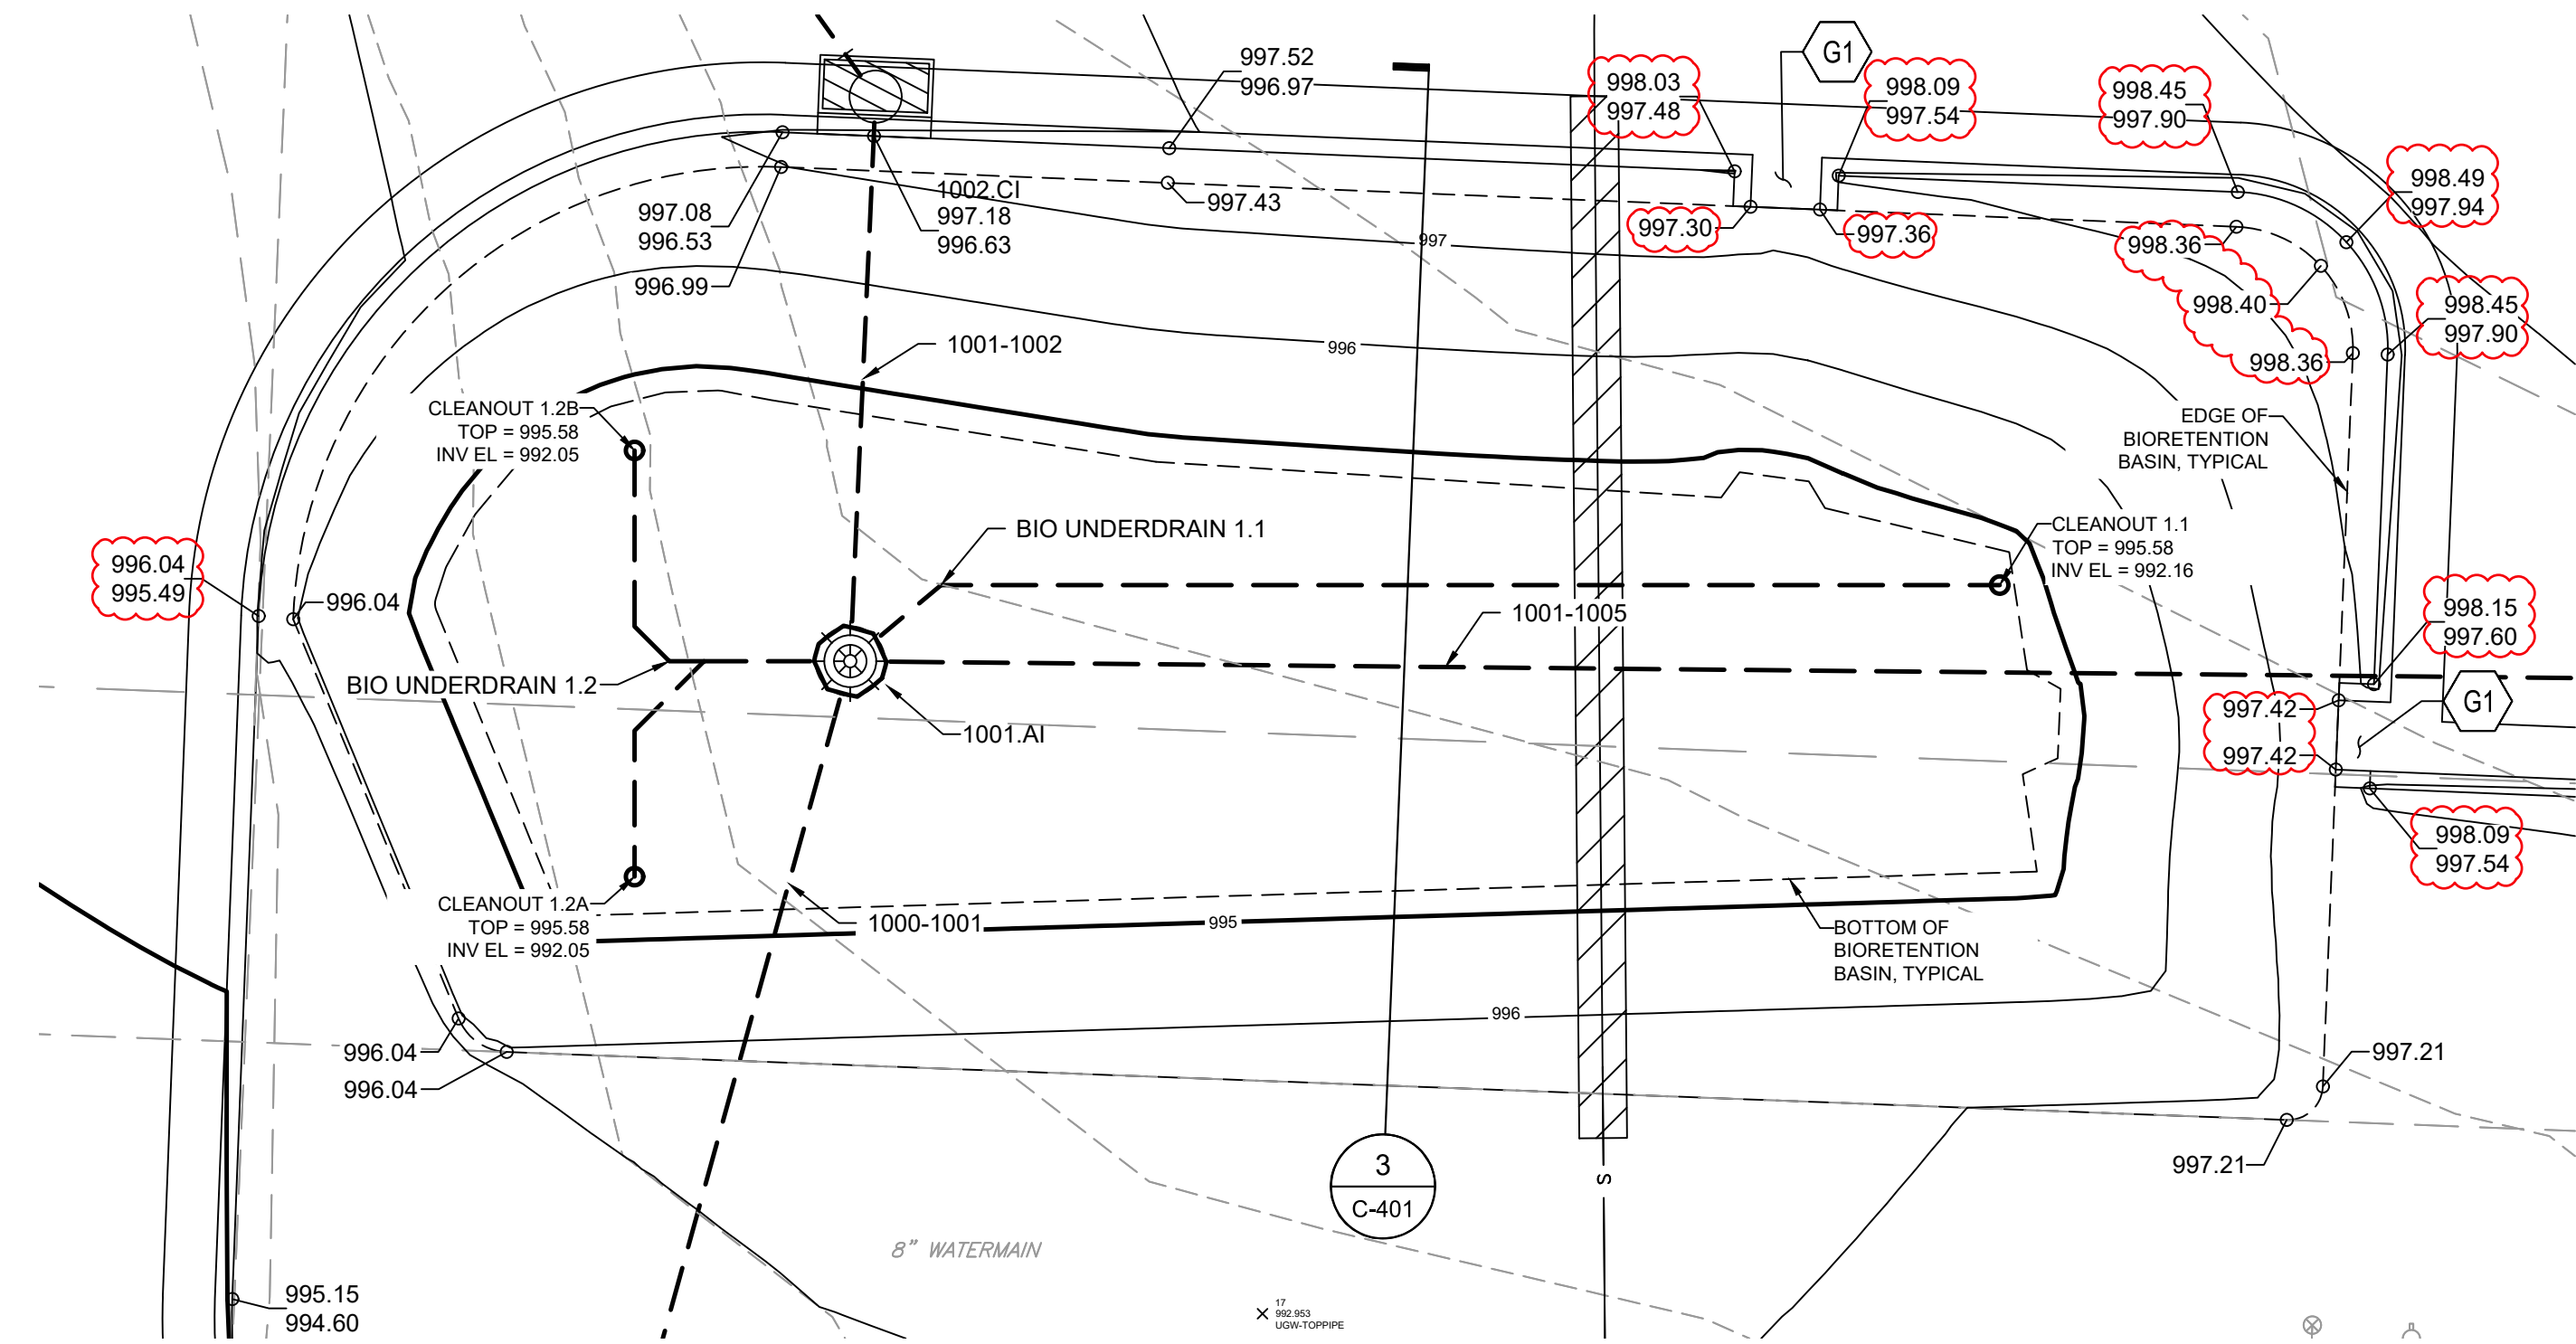 997.52
996.97
998.03
997.48
G1
998.09
997.54
998.45
997.90
998.49
997.94
1002.CI
997.18
996.63
997.08
996.53
997.43
997.30
997.36
998.36
996.99
997
998.40
998.45
997.90
1001-1002
996
998.36
CLEANOUT 1.2B
TOP = 995.58
INV EL = 992.05
EDGE OF
BIORETENTION
BASIN, TYPICAL
BIO UNDERDRAIN 1.1
CLEANOUT 1.1
TOP = 995.58
INV EL = 992.16
996.04
995.49
996.04
1001-1005
998.15
997.60
BIO UNDERDRAIN 1.2
1001.AI
997.42
G1
997.42
998.09
997.54
CLEANOUT 1.2A
TOP = 995.58
INV EL = 992.05
1000-1001
995
BOTTOM OF
BIORETENTION
BASIN, TYPICAL
996
996.04
996.04
997.21
997.21
3
C-401
S
8" WATERMAIN
995.15
994.60
17
992.953
UGW-TOPPIPE